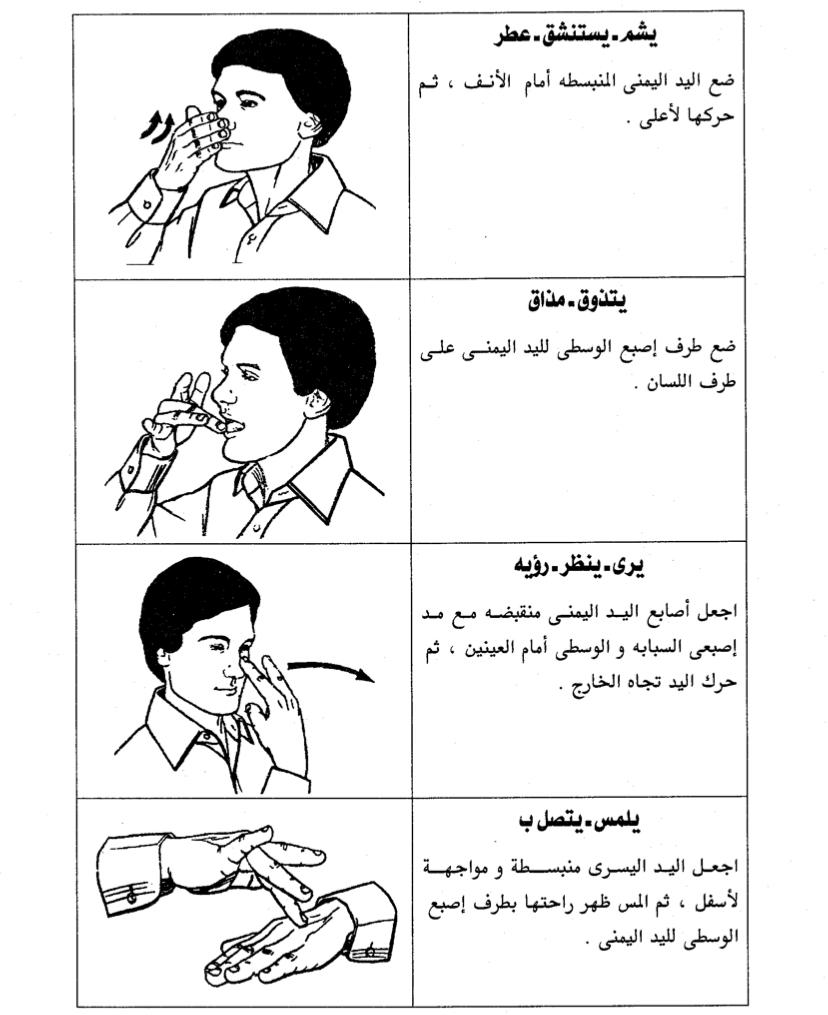 يشم - يستنشق - عطر
ضع اليد اليمنى المنبسطه أمام الأنف ، ثم
حركها لأعلى .
يتذوق - مذاق
ضع طرف إصبع الوسطى لليد اليمنى على
طرف اللسان .
يرى - ينظر - رؤيه
اجعل أصابع اليد اليمنى منقبضه مع مد
إصبعى السبابه و الوسطى أمام العينين ، ثم
حرك اليد تجاه الخارج .
يلمس - يتصل ب
اجعل اليد اليسرى منبسطة و مواجهة
لأسفل ، ثم المس ظهر راحتها بطرف إصبع
الوسطى لليد اليمنى .